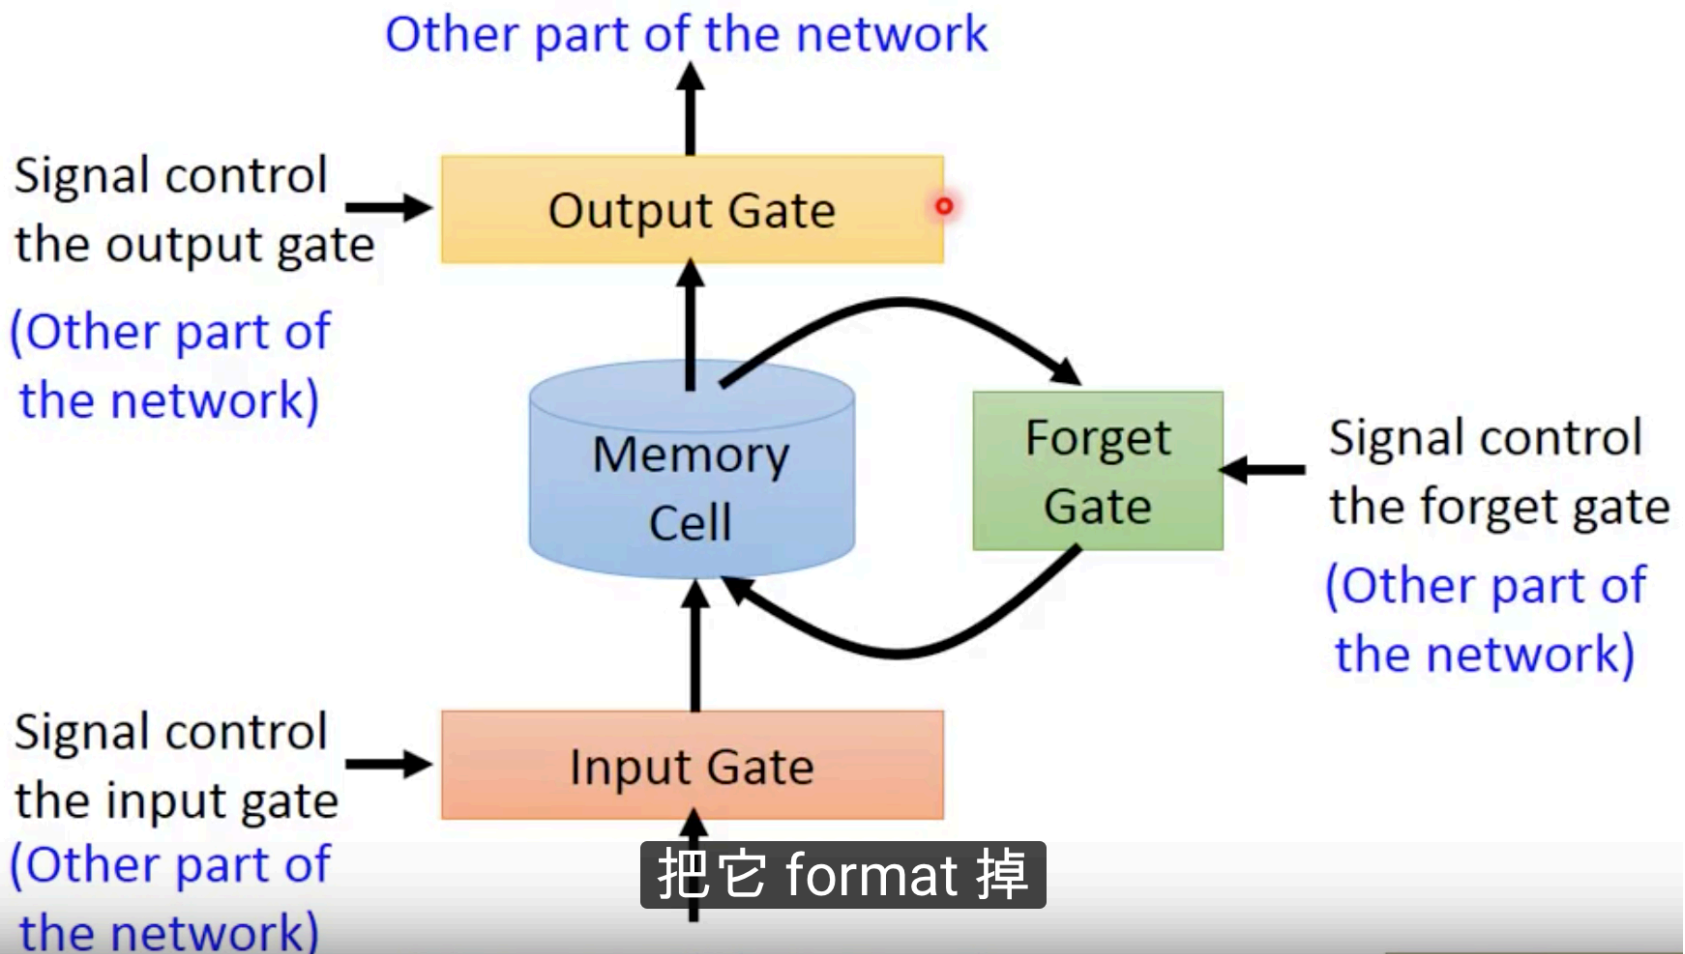 Other part of the network
Signal control
the output gate
(Other part of
the network)
Output Gate
Memory
Cell
Forget
Gate
Signal control
the forget gate
(Other part of
the network)
Signal control
the input gate
(Other part of
the network)
Input Gate
把它 format 掉